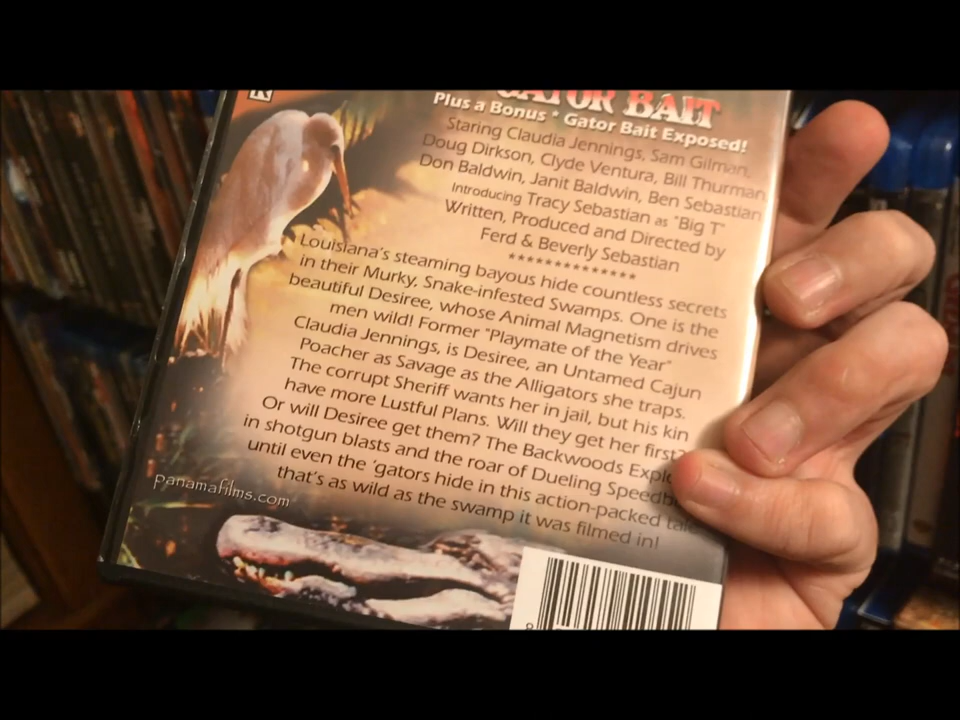 R
GATOR BAIT
Plus a Bonus * Gator Bait Exposed!
Staring Claudia Jennings, Sam Gilman,
Doug Dirkson, Clyde Ventura, Bill Thurman
Don Baldwin, Janit Baldwin, Ben Sebastian
Introducing Tracy Sebastian as "Big T"
Written, Produced and Directed by
Ferd & Beverly Sebastian
**************
Louisiana's steaming bayous hide countless secrets
in their Murky, Snake-infested Swamps. One is the
beautiful Desiree, whose Animal Magnetism drives
men wild! Former "Playmate of the Year"
Claudia Jennings, is Desiree, an Untamed Cajun
Poacher as Savage as the Alligators she traps.
The corrupt Sheriff wants her in jail, but his kin
have more Lustful Plans. Will they get her first?
Or will Desiree get them? The Backwoods
in shotgun blasts and the roar of Dueling
until even the 'gators hide in this action-packed
that's as wild as the swamp it was filmed in!
Panamafilms.com